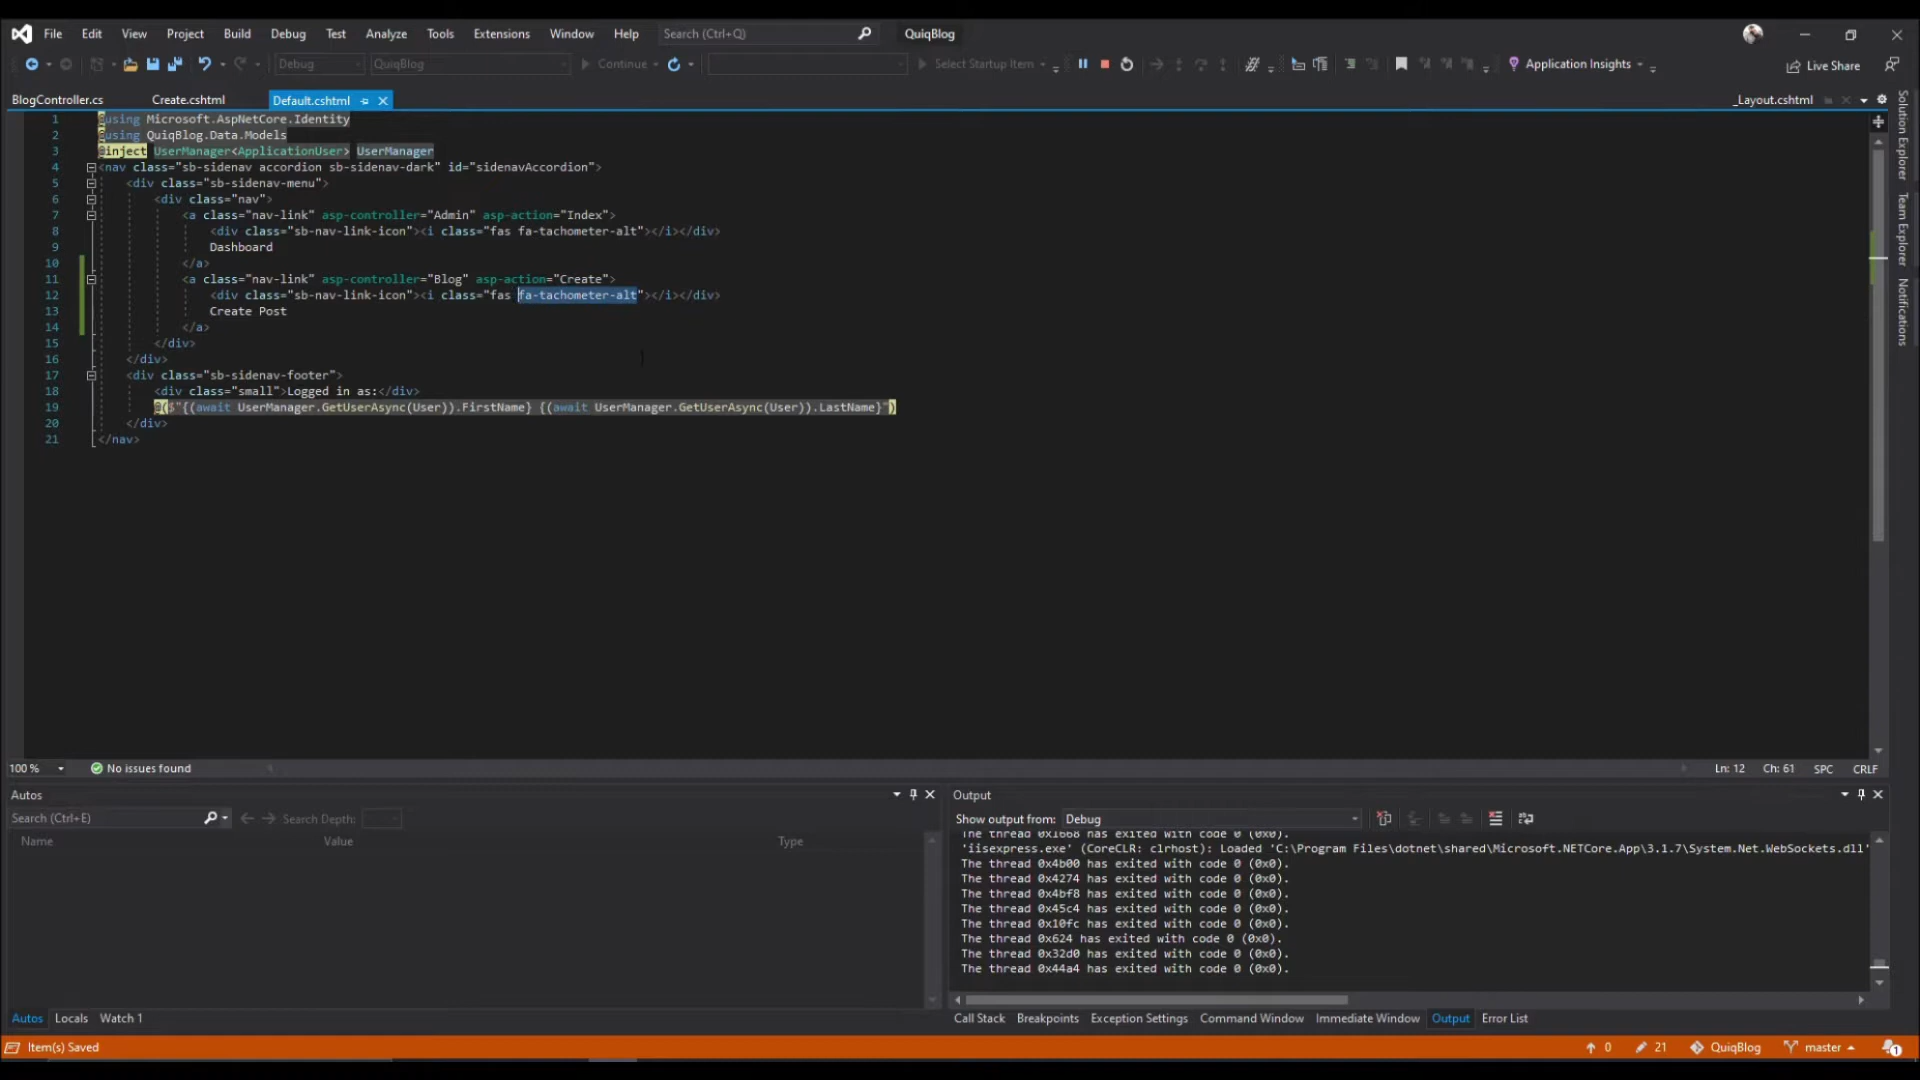 File Edit View Project Build Debug Test Analyze Tools Extensions Window Help Search (Ctrl+Q) QuiqBlog
Debug QuiqBlog Continue Select Startup Item Application Insights Live Share
BlogController.cs Create.cshtml Default.cshtml _Layout.cshtml
1 @using Microsoft.AspNetCore.Identity
2 @using QuiqBlog.Data.Models
3 @inject UserManager<ApplicationUser> UserManager
4 <nav class="sb-sidenav accordion sb-sidenav-dark" id="sidenavAccordion">
5 <div class="sb-sidenav-menu">
6 <div class="nav">
7 <a class="nav-link" asp-controller="Admin" asp-action="Index">
8 <div class="sb-nav-link-icon"><i class="fas fa-tachometer-alt"></i></div>
9 Dashboard
10 </a>
11 <a class="nav-link" asp-controller="Blog" asp-action="Create">
12 <div class="sb-nav-link-icon"><i class="fas fa-tachometer-alt"></i></div>
13 Create Post
14 </a>
15 </div>
16 </div>
17 <div class="sb-sidenav-footer">
18 <div class="small">Logged in as:</div>
19 @($"{(await UserManager.GetUserAsync(User)).FirstName} {(await UserManager.GetUserAsync(User)).LastName}")
20 </div>
21 </nav>
Solution Explorer
Team Explorer
Notifications
100 % No issues found Ln: 12 Ch: 61 SPC CRLF
Autos
Search (Ctrl+E) Search Depth:
Name Value Type
Autos Locals Watch 1
Output
Show output from: Debug
The thread 0x1668 has exited with code 0 (0x0).
'iisexpress.exe' (CoreCLR: clrhost): Loaded 'C:\Program Files\dotnet\shared\Microsoft.NETCore.App\3.1.7\System.Net.WebSockets.dll'
The thread 0x4b00 has exited with code 0 (0x0).
The thread 0x4274 has exited with code 0 (0x0).
The thread 0x4bf8 has exited with code 0 (0x0).
The thread 0x45c4 has exited with code 0 (0x0).
The thread 0x10fc has exited with code 0 (0x0).
The thread 0x624 has exited with code 0 (0x0).
The thread 0x32d0 has exited with code 0 (0x0).
The thread 0x44a4 has exited with code 0 (0x0).
Call Stack Breakpoints Exception Settings Command Window Immediate Window Output Error List
Item(s) Saved 0 21 QuiqBlog master 1